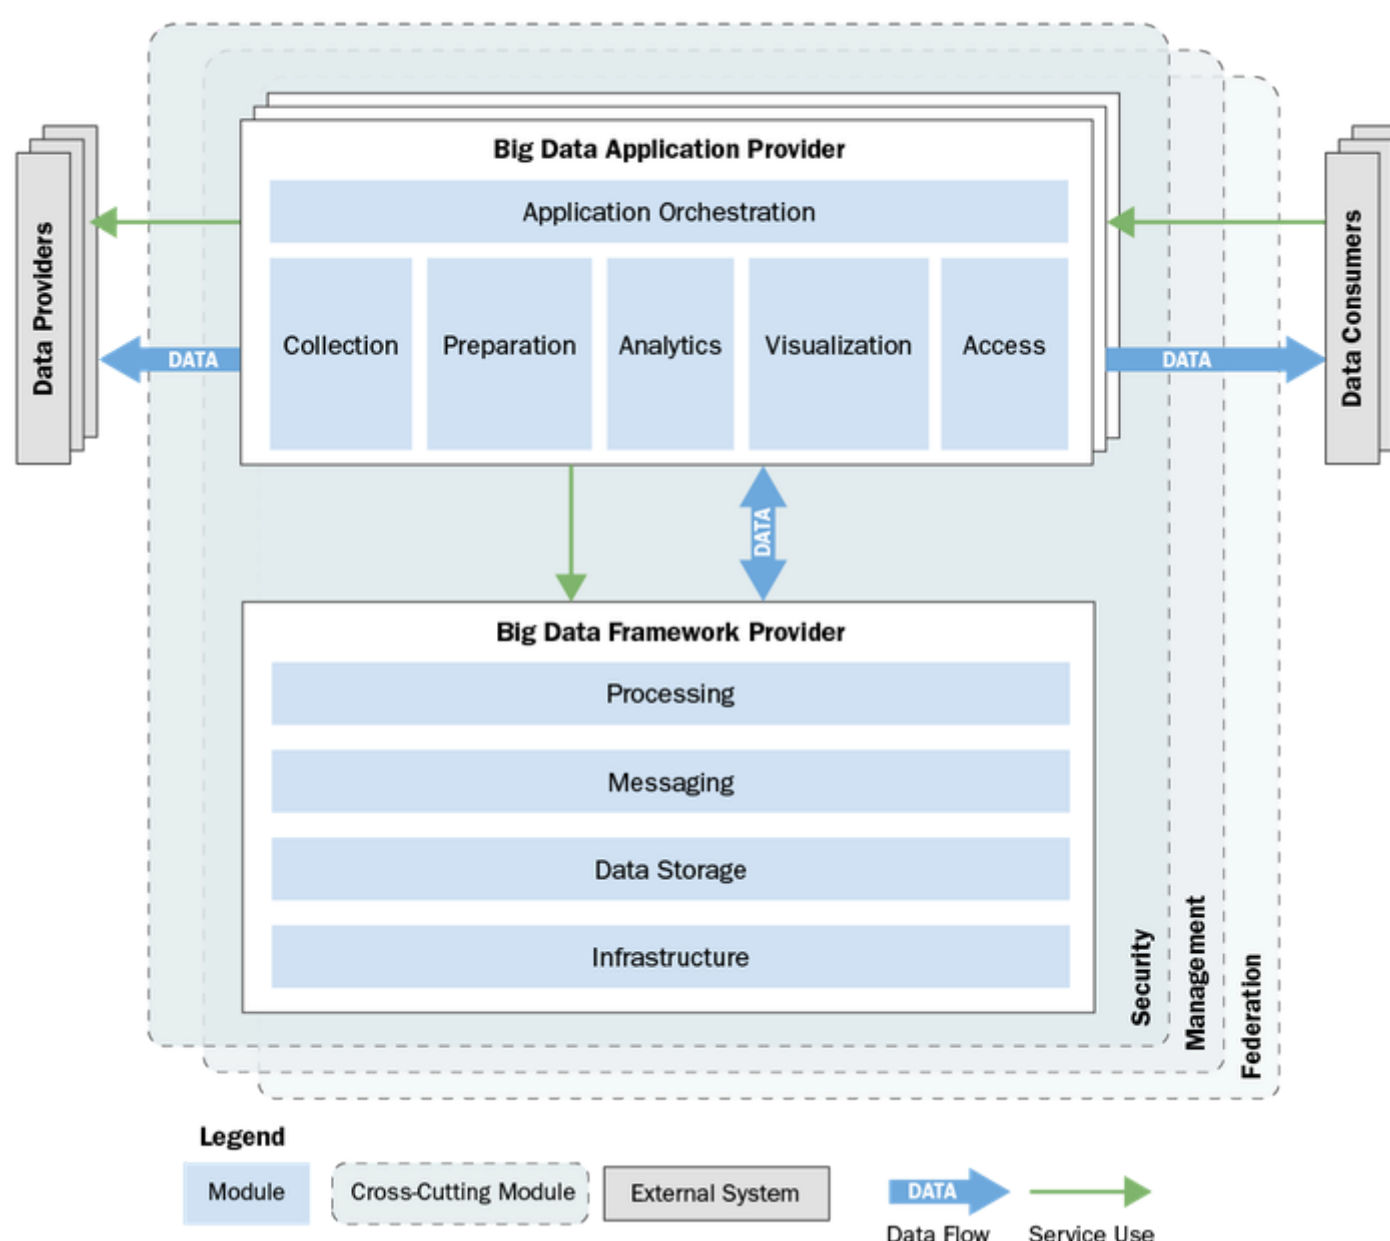 Big Data Application Provider
Application Orchestration
Collection
Preparation
Analytics
Visualization
Access
Data Providers
DATA
DATA
Data Consumers
DATA
Big Data Framework Provider
Processing
Messaging
Data Storage
Infrastructure
Security
Management
Federation
Legend
Module
Cross-Cutting Module
External System
DATA
Data Flow
Service Use